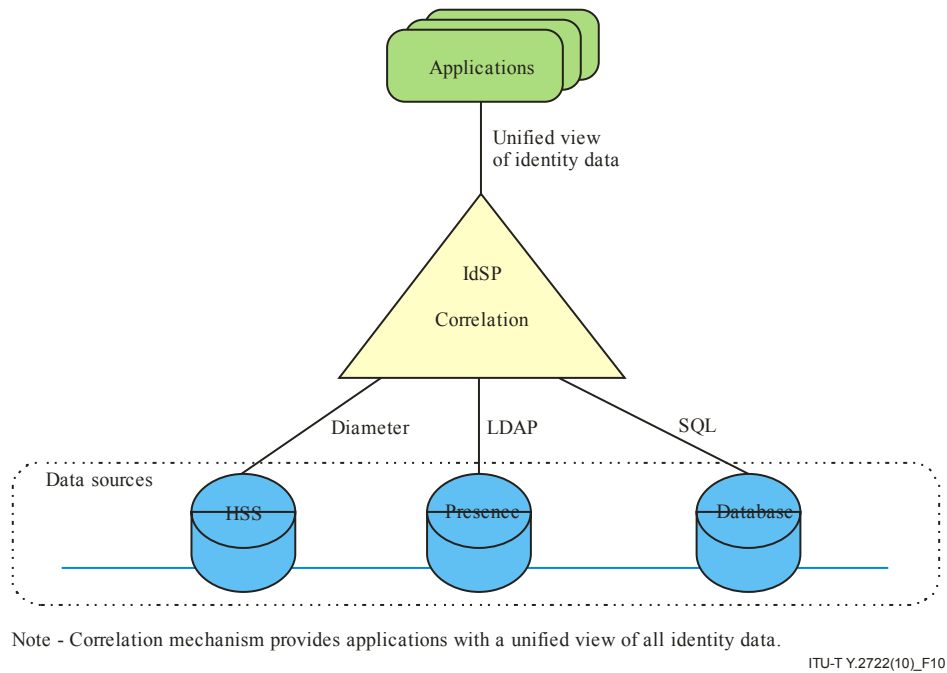 Applications
Unified view
of identity data
IdSP
Correlation
Diameter
LDAP
SQL
Data sources
HSS
Presence
Database
Note - Correlation mechanism provides applications with a unified view of all identity data.
ITU-T Y.2722(10)_F10